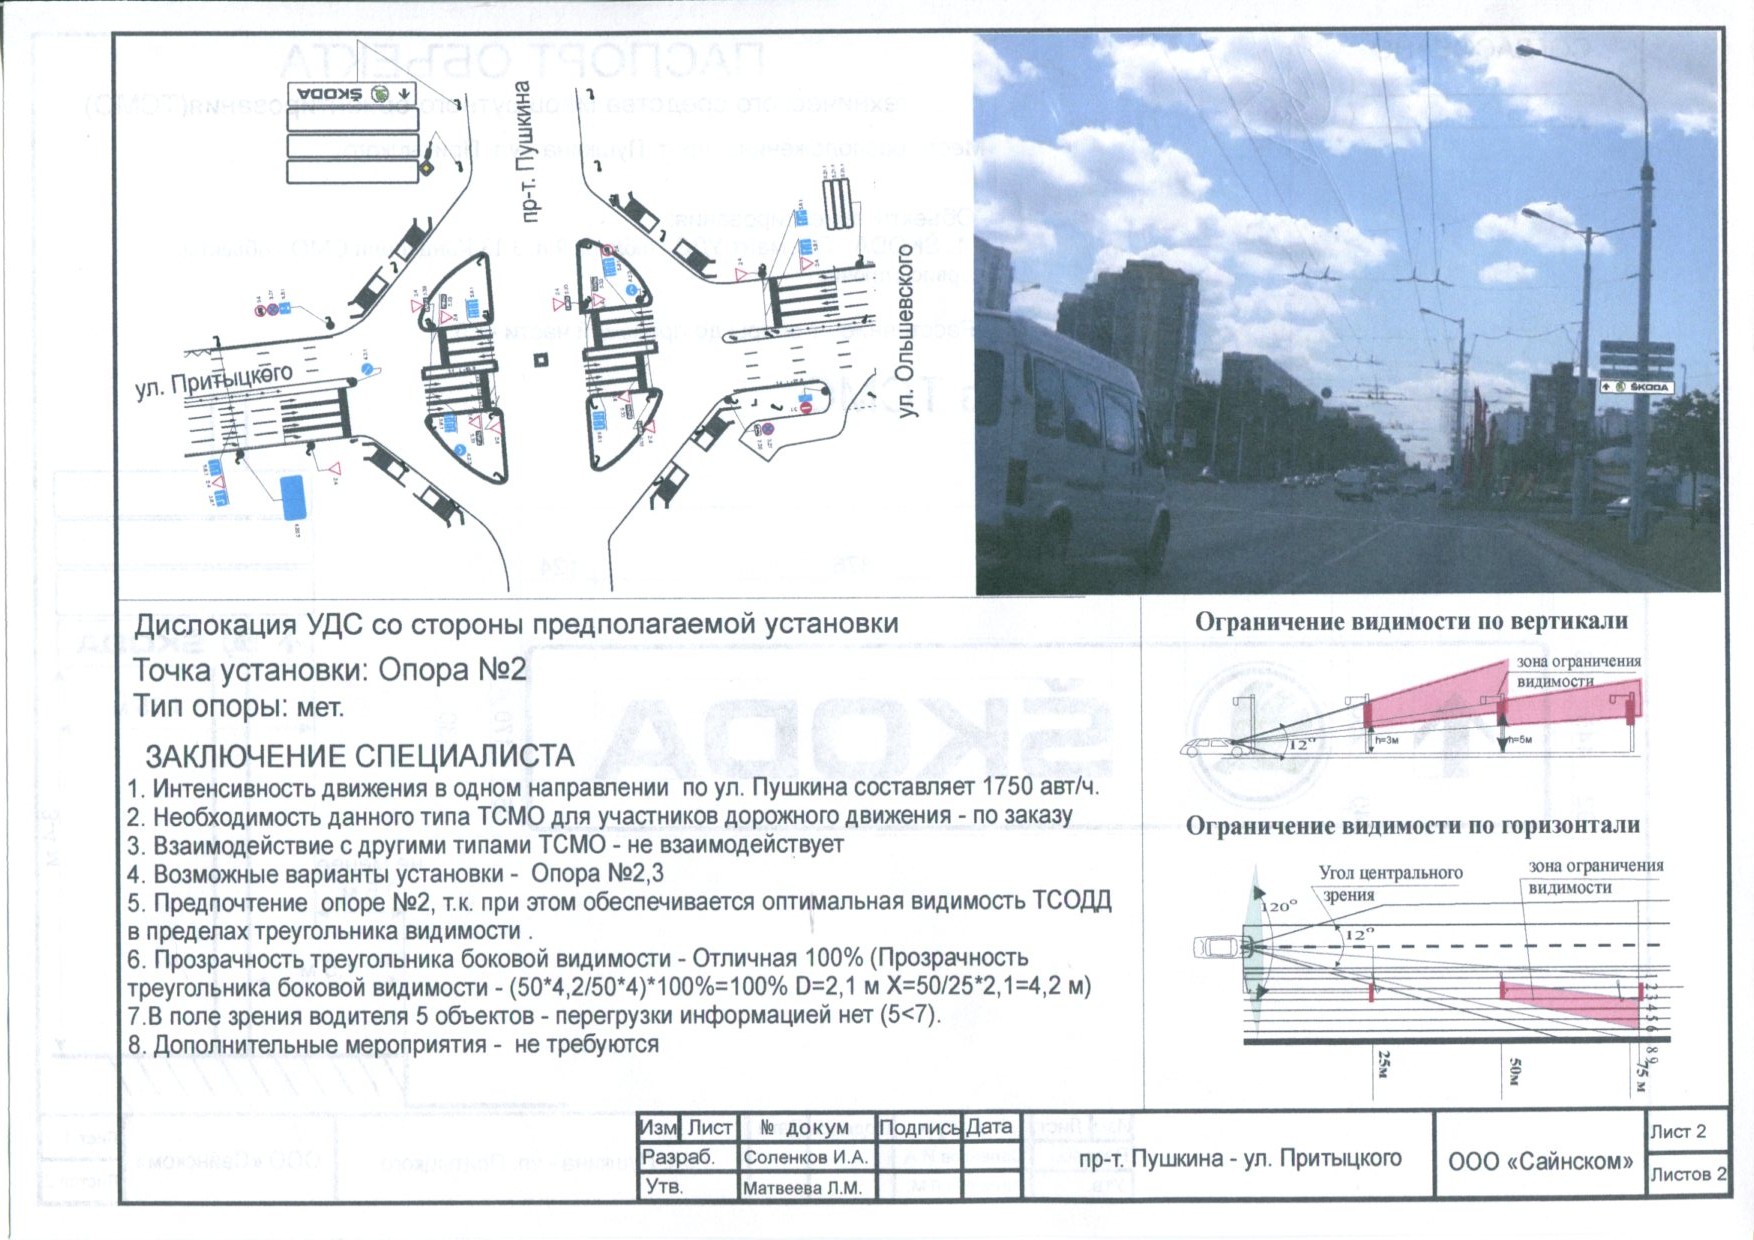 ŠKODA
пр-т. Пушкина
ул. Притыцкого
ул. Ольшевского
ŠKODA
Дислокация УДС со стороны предполагаемой установки
Точка установки: Опора №2
Тип опоры: мет.
ЗАКЛЮЧЕНИЕ СПЕЦИАЛИСТА
1. Интенсивность движения в одном направлении по ул. Пушкина составляет 1750 авт/ч.
2. Необходимость данного типа ТСМО для участников дорожного движения - по заказу
3. Взаимодействие с другими типами ТСМО - не взаимодействует
4. Возможные варианты установки - Опора №2,3
5. Предпочтение опоре №2, т.к. при этом обеспечивается оптимальная видимость ТСОДД
в пределах треугольника видимости .
6. Прозрачность треугольника боковой видимости - Отличная 100% (Прозрачность
треугольника боковой видимости - (50*4,2/50*4)*100%=100% D=2,1 м X=50/25*2,1=4,2 м)
7.В поле зрения водителя 5 объектов - перегрузки информацией нет (5<7).
8. Дополнительные мероприятия - не требуются
Ограничение видимости по вертикали
зона ограничения
видимости
12°
h=3м
h=5м
Ограничение видимости по горизонтали
Угол центрального
зрения
зона ограничения
видимости
120°
12°
1 2 3 4 5 6 8 9
25м
50м
75 м
Изм Лист № докум Подпись Дата
Разраб. Соленков И.А.
Утв. Матвеева Л.М.
пр-т. Пушкина - ул. Притыцкого
ООО «Сайнском»
Лист 2
Листов 2